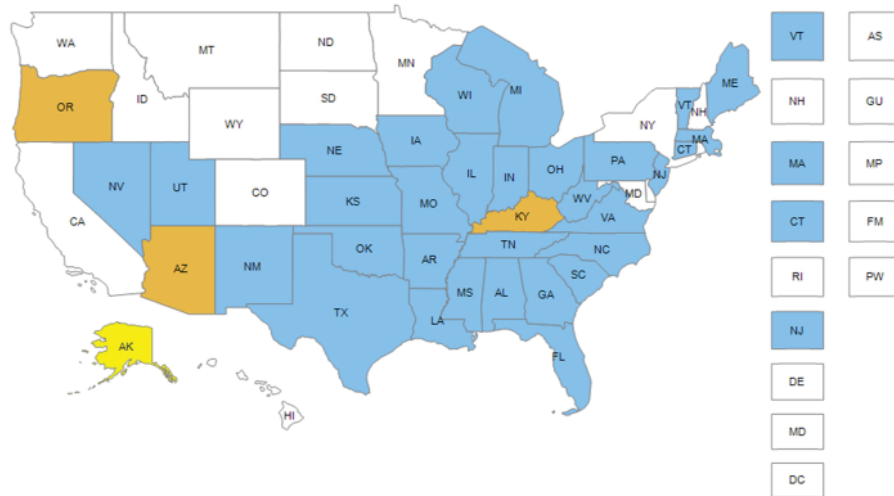 WA
MT
ND
MN
OR
ID
SD
WY
WI
MI
VT
NH
ME
NY
MA
CT
NV
UT
CO
NE
IA
IL
IN
OH
PA
NJ
MD
CA
KS
MO
KY
WV
VA
AZ
NM
OK
AR
TN
NC
SC
TX
LA
MS
AL
GA
FL
AK
HI
VT
AS
NH
GU
MA
MP
CT
FM
RI
PW
NJ
DE
MD
DC